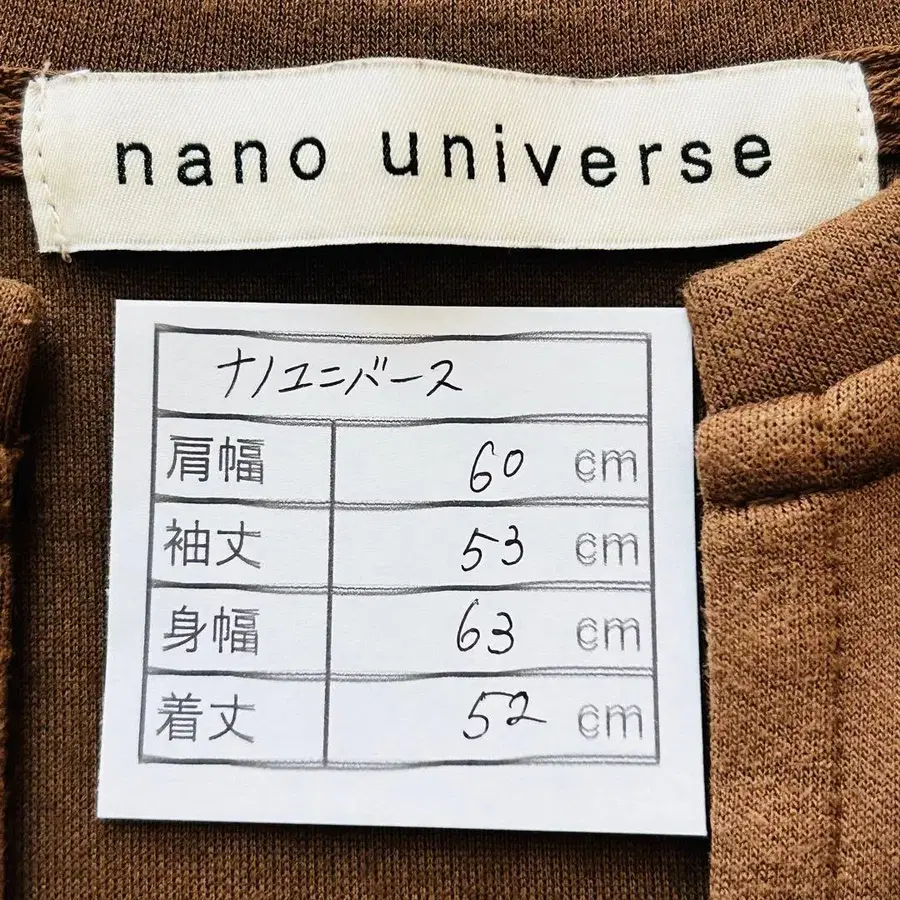 nano universe
ナノユニバース
肩幅 60 cm
袖丈 53 cm
身幅 63 cm
着丈 52 cm